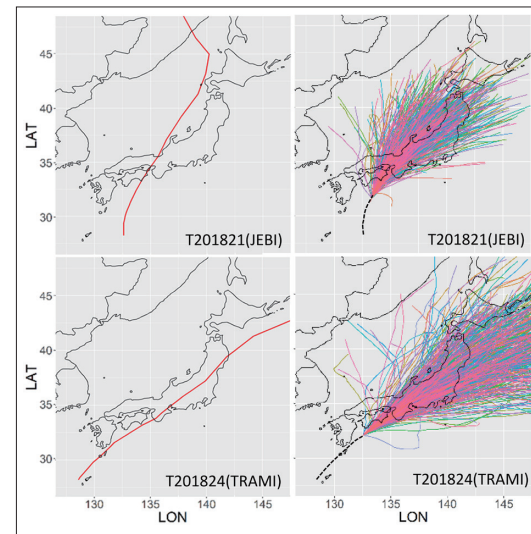 45
40
LAT
35
30
T201821(JEBI)
T201821(JEBI)
45
40
LAT
35
30
T201824(TRAMI)
T201824(TRAMI)
130 135 140 145
130 135 140 145
LON
LON